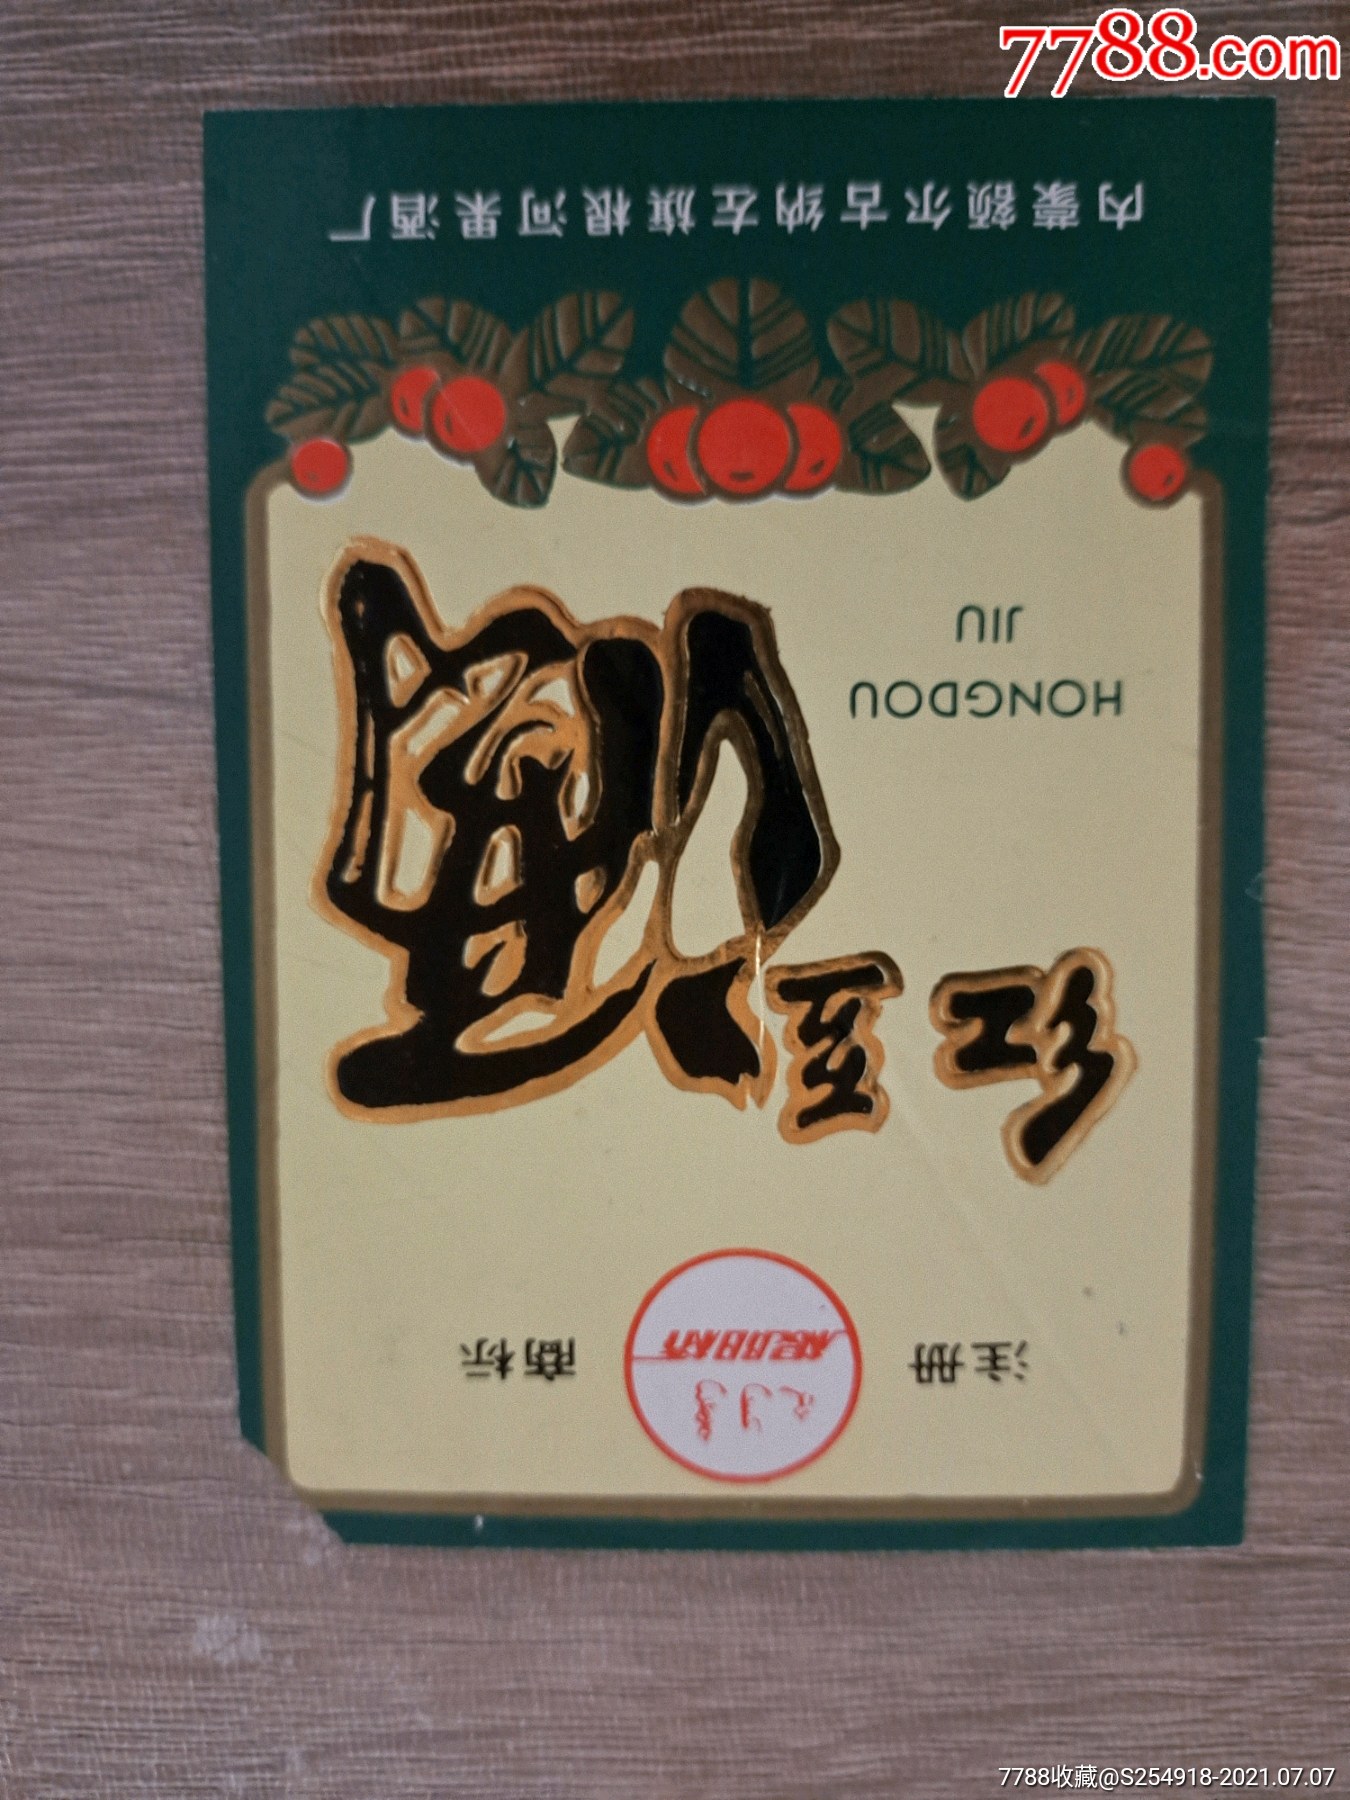 7788.com
注册 商标
红豆酒
HONGDOU
JIU
内蒙额尔古纳左旗根河果酒厂
7788收藏@S254918-2021.07.07